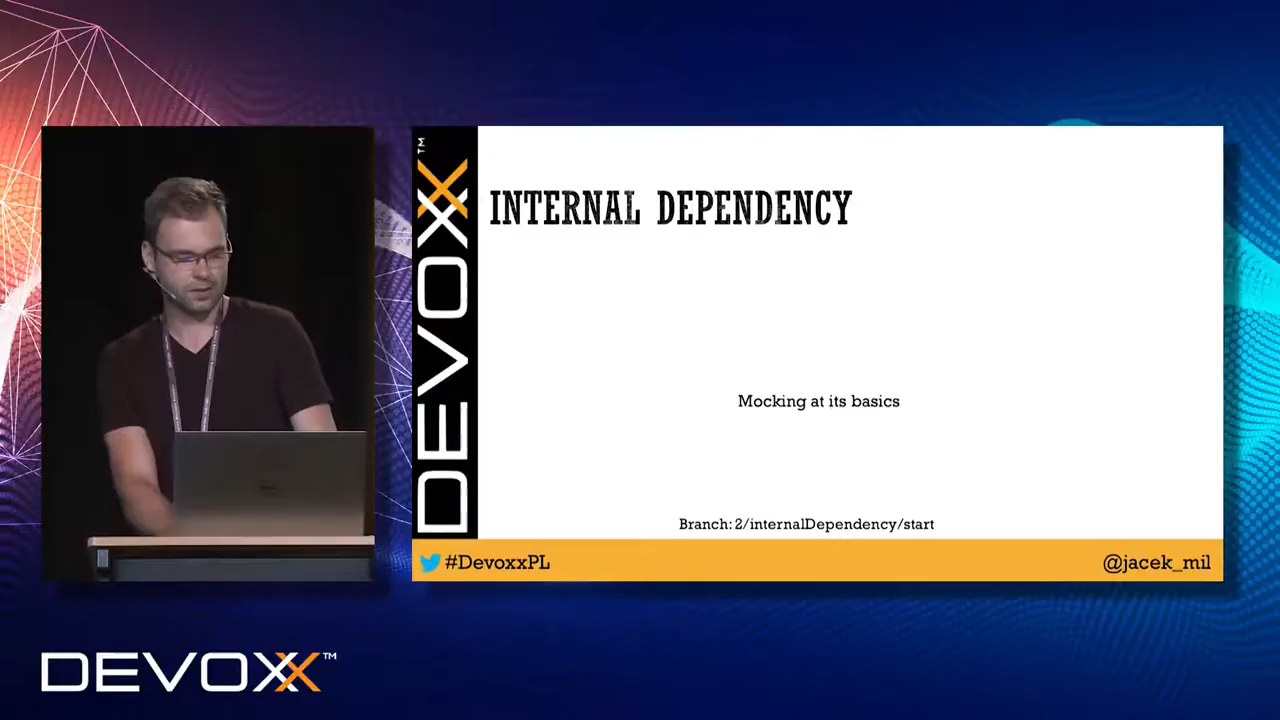 DEVOXX™
INTERNAL DEPENDENCY
Mocking at its basics
Branch: 2/internalDependency/start
#DevoxxPL
@jacek_mil
DEVOXX™